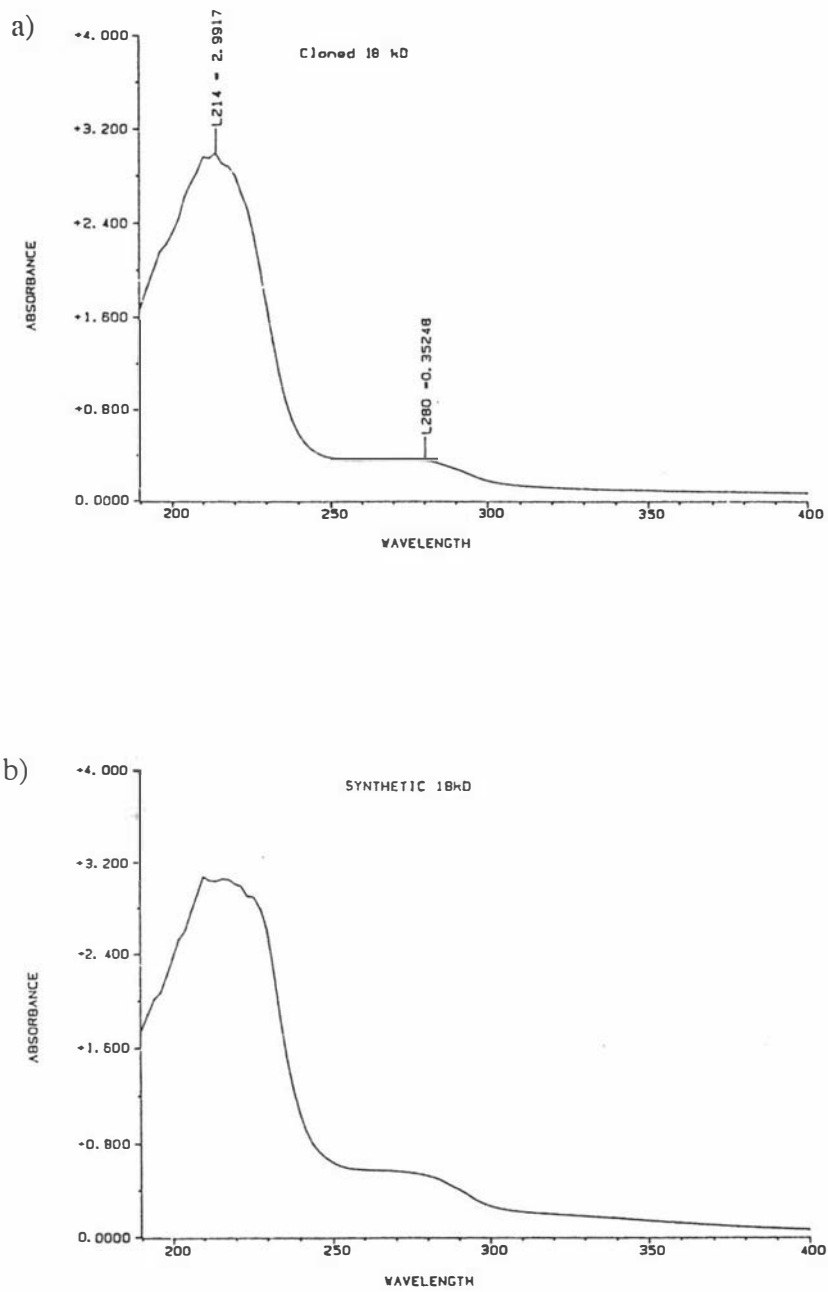 a)
Cloned 18 kD
L214 = 2.9917
L280 =0.35248
+4.000
+3.200
+2.400
+1.600
+0.800
0.0000
ABSORBANCE
200 250 300 350 400
WAVELENGTH
b)
SYNTHETIC 18kD
+4.000
+3.200
+2.400
+1.600
+0.800
0.0000
ABSORBANCE
200 250 300 350 400
WAVELENGTH